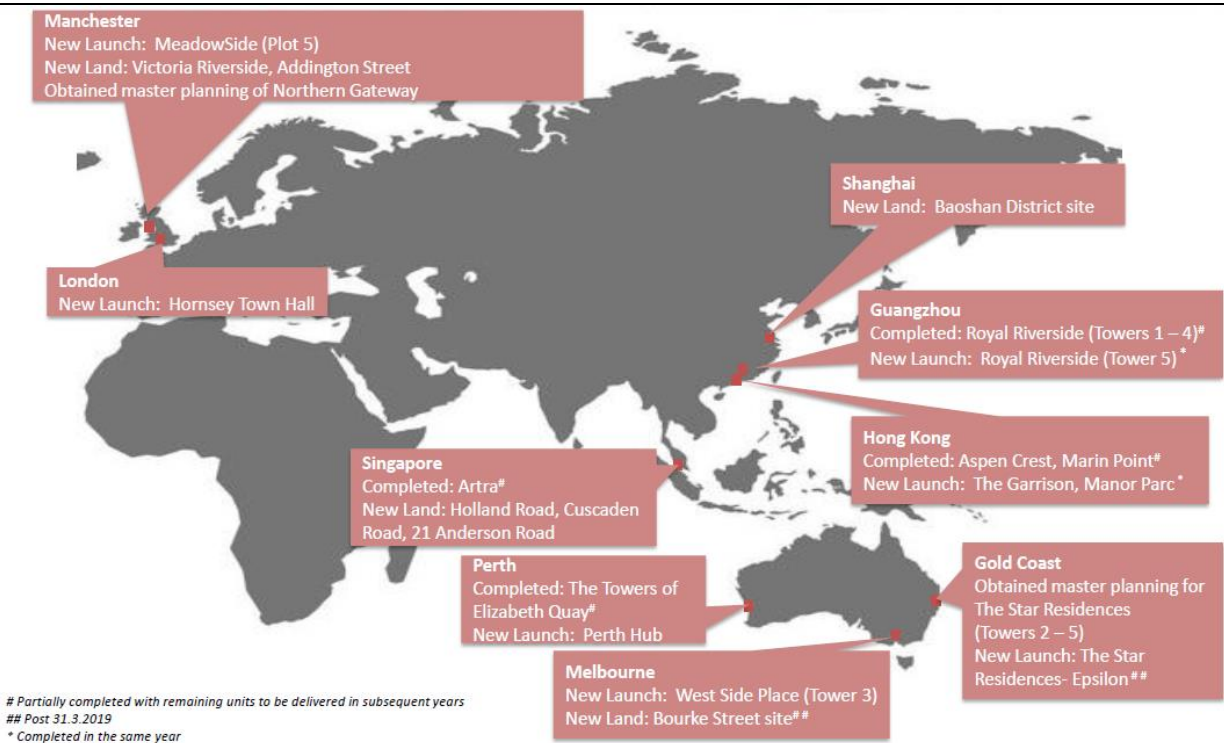 Manchester
New Launch: MeadowSide (Plot 5)
New Land: Victoria Riverside, Addington Street
Obtained master planning of Northern Gateway
Shanghai
New Land: Baoshan District site
London
New Launch: Hornsey Town Hall
Guangzhou
Completed: Royal Riverside (Towers 1 – 4)#
New Launch: Royal Riverside (Tower 5) *
Hong Kong
Completed: Aspen Crest, Marin Point#
New Launch: The Garrison, Manor Parc *
Singapore
Completed: Artra#
New Land: Holland Road, Cuscaden
Road, 21 Anderson Road
Perth
Completed: The Towers of
Elizabeth Quay#
New Launch: Perth Hub
Gold Coast
Obtained master planning for
The Star Residences
(Towers 2 – 5)
New Launch: The Star
Residences- Epsilon##
Melbourne
New Launch: West Side Place (Tower 3)
New Land: Bourke Street site##
# Partially completed with remaining units to be delivered in subsequent years
## Post 31.3.2019
* Completed in the same year